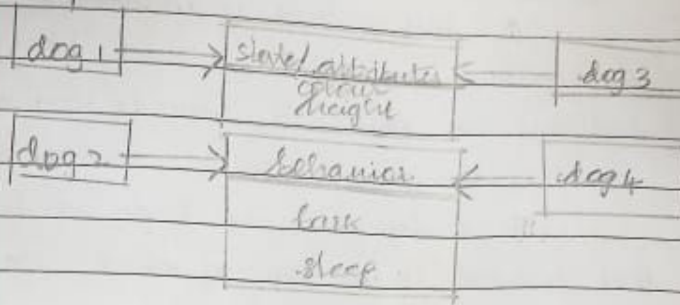 dog 1
state/attributes
dog 3
colour
height
dog 2
behavior
dog 4
bark
sleep